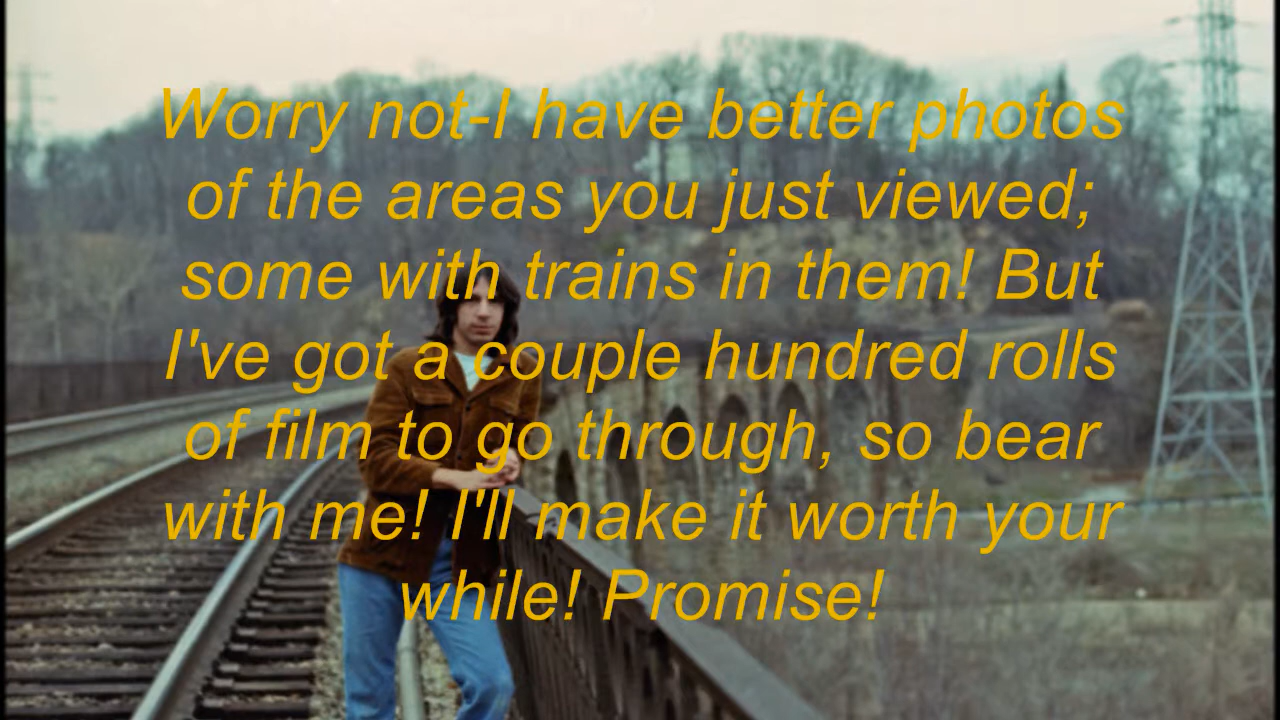 Worry not-I have better photos
of the areas you just viewed;
some with trains in them! But
I've got a couple hundred rolls
of film to go through, so bear
with me! I'll make it worth your
while! Promise!